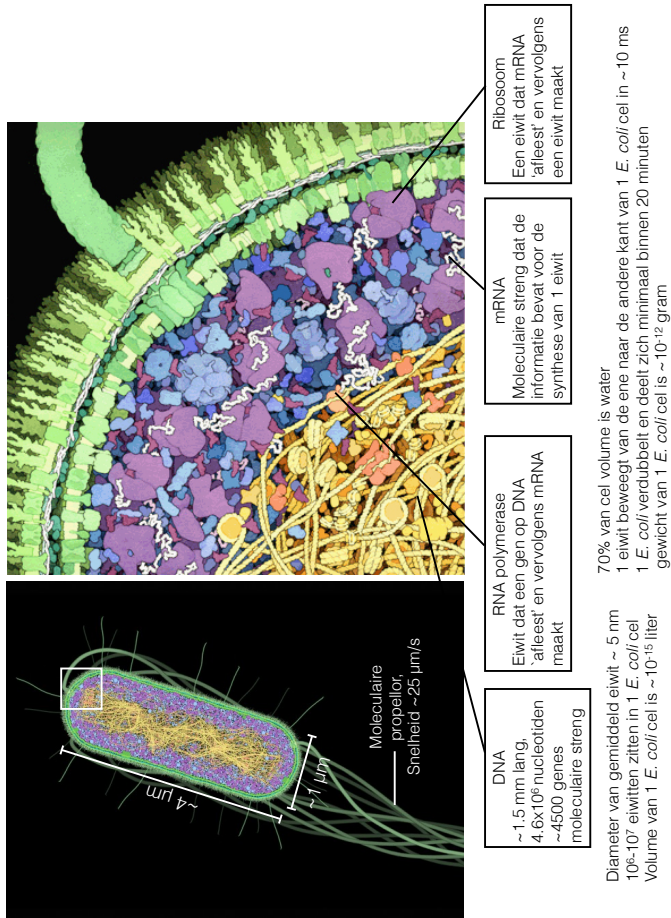 ~4 µm
~1 µm
Moleculaire
propellor,
Snelheid ~25 µm/s
DNA
~1.5 mm lang,
4.6x10⁶ nucleotiden
~4500 genes
moleculaire streng
RNA polymerase
Eiwit dat een gen op DNA
‘afleest’ en vervolgens mRNA
maakt
mRNA
Moleculaire streng dat de
informatie bevat voor de
synthese van 1 eiwit
Ribosoom
Een eiwit dat mRNA
‘afleest’ en vervolgens
een eiwit maakt
Diameter van gemiddeld eiwit ~ 5 nm
10⁶-10⁷ eiwitten zitten in 1 E. coli cel
Volume van 1 E. coli cel is ~10⁻¹⁵ liter
70% van cel volume is water
1 eiwit beweegt van de ene naar de andere kant van 1 E. coli cel in ~10 ms
1 E. coli verdubbelt en deelt zich minimaal binnen 20 minuten
gewicht van 1 E. coli cel is ~10⁻¹² gram